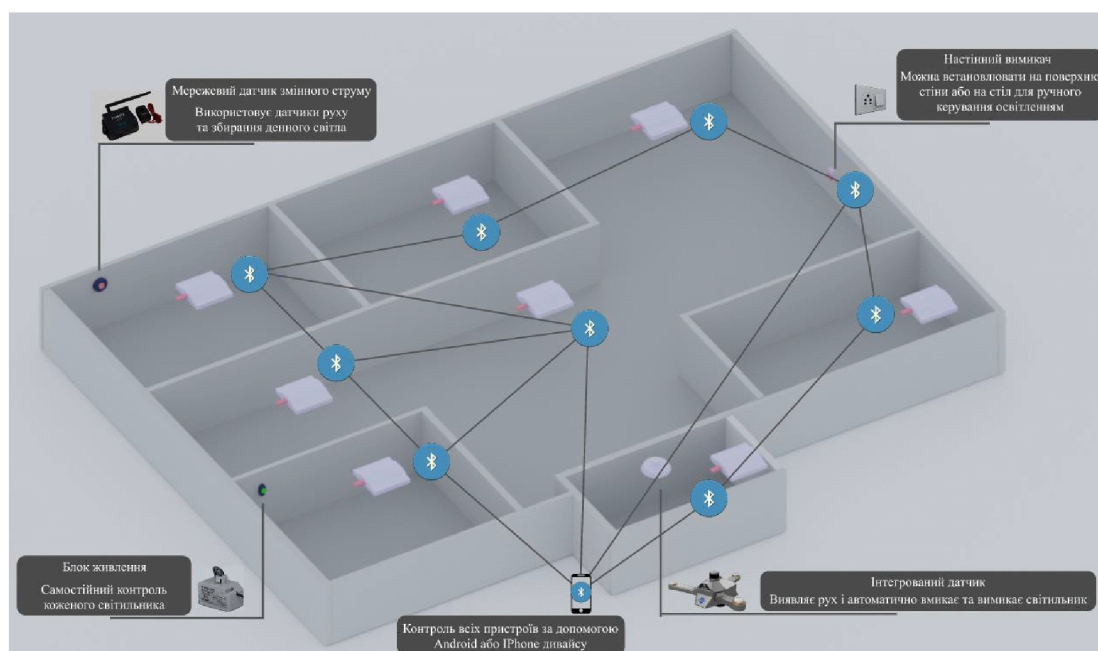 Мережевий датчик змінного струму
Використовує датчики руху
та збирання денного світла
Настінний вимикач
Можна встановлювати на поверхню
стіни або на стіл для ручного
керування освітленням
Блок живлення
Самостійний контроль
коженого світильника
Контроль всіх пристроїв за допомогою
Android або IPhone дивайсу
Інтегрований датчик
Виявляє рух і автоматично вмикає та вимикає світильник